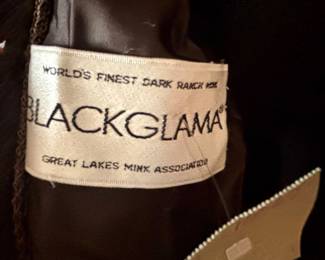 WORLD'S FINEST DARK RANCH MINK
BLACKGLAMA®
GREAT LAKES MINK ASSOCIATION